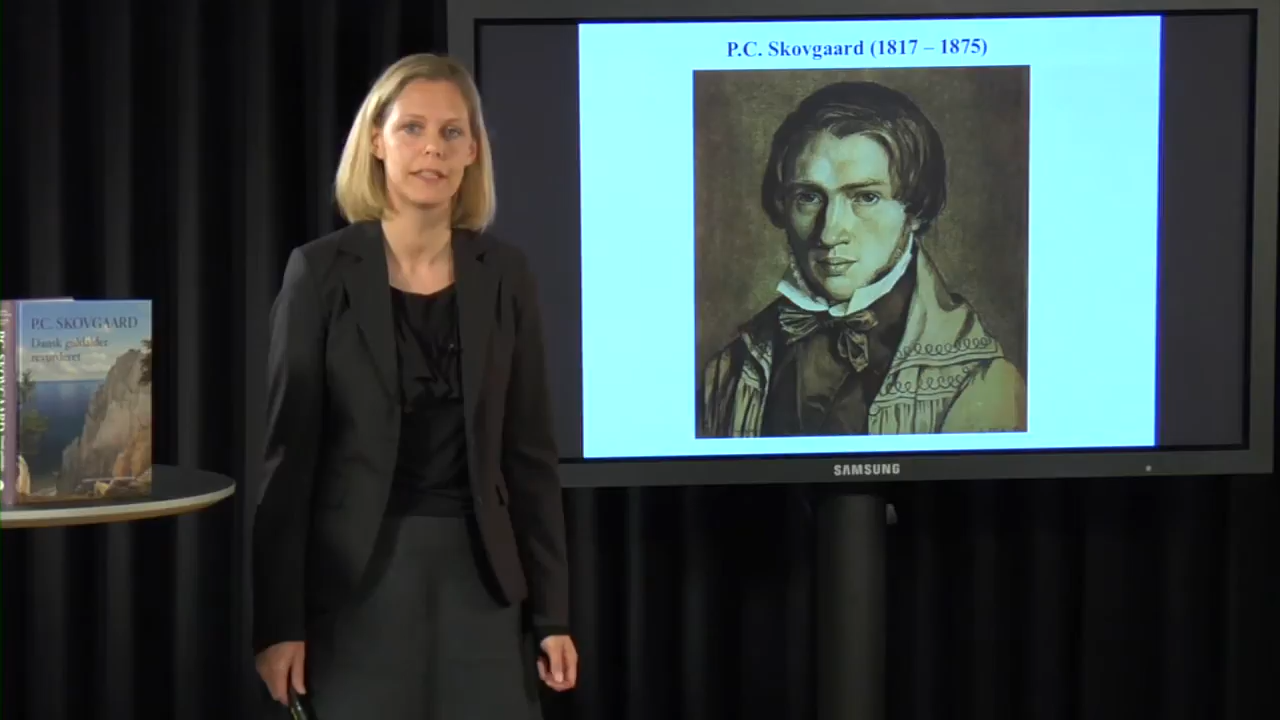 P.C. Skovgaard (1817 – 1875)
P.C. SKOVGAARD
Dansk guldalder
revurderet
SAMSUNG